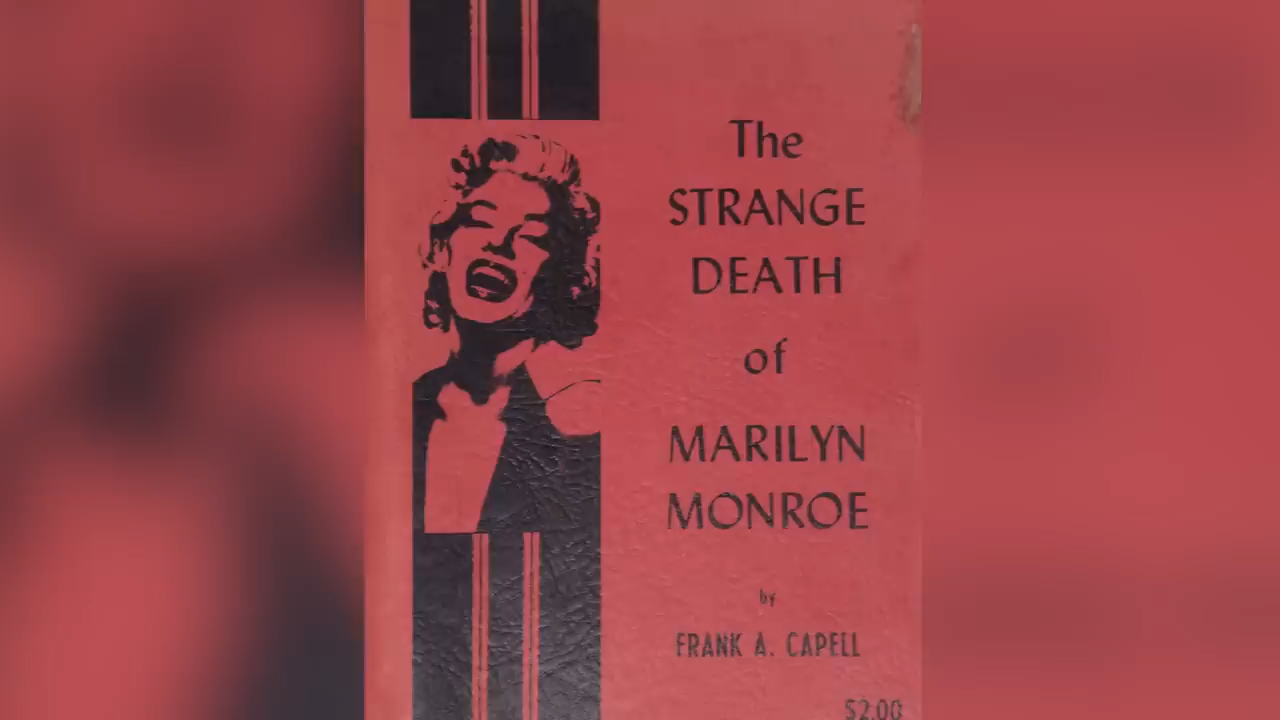 The
STRANGE
DEATH
of
MARILYN
MONROE
by
FRANK A. CAPELL
$2.00